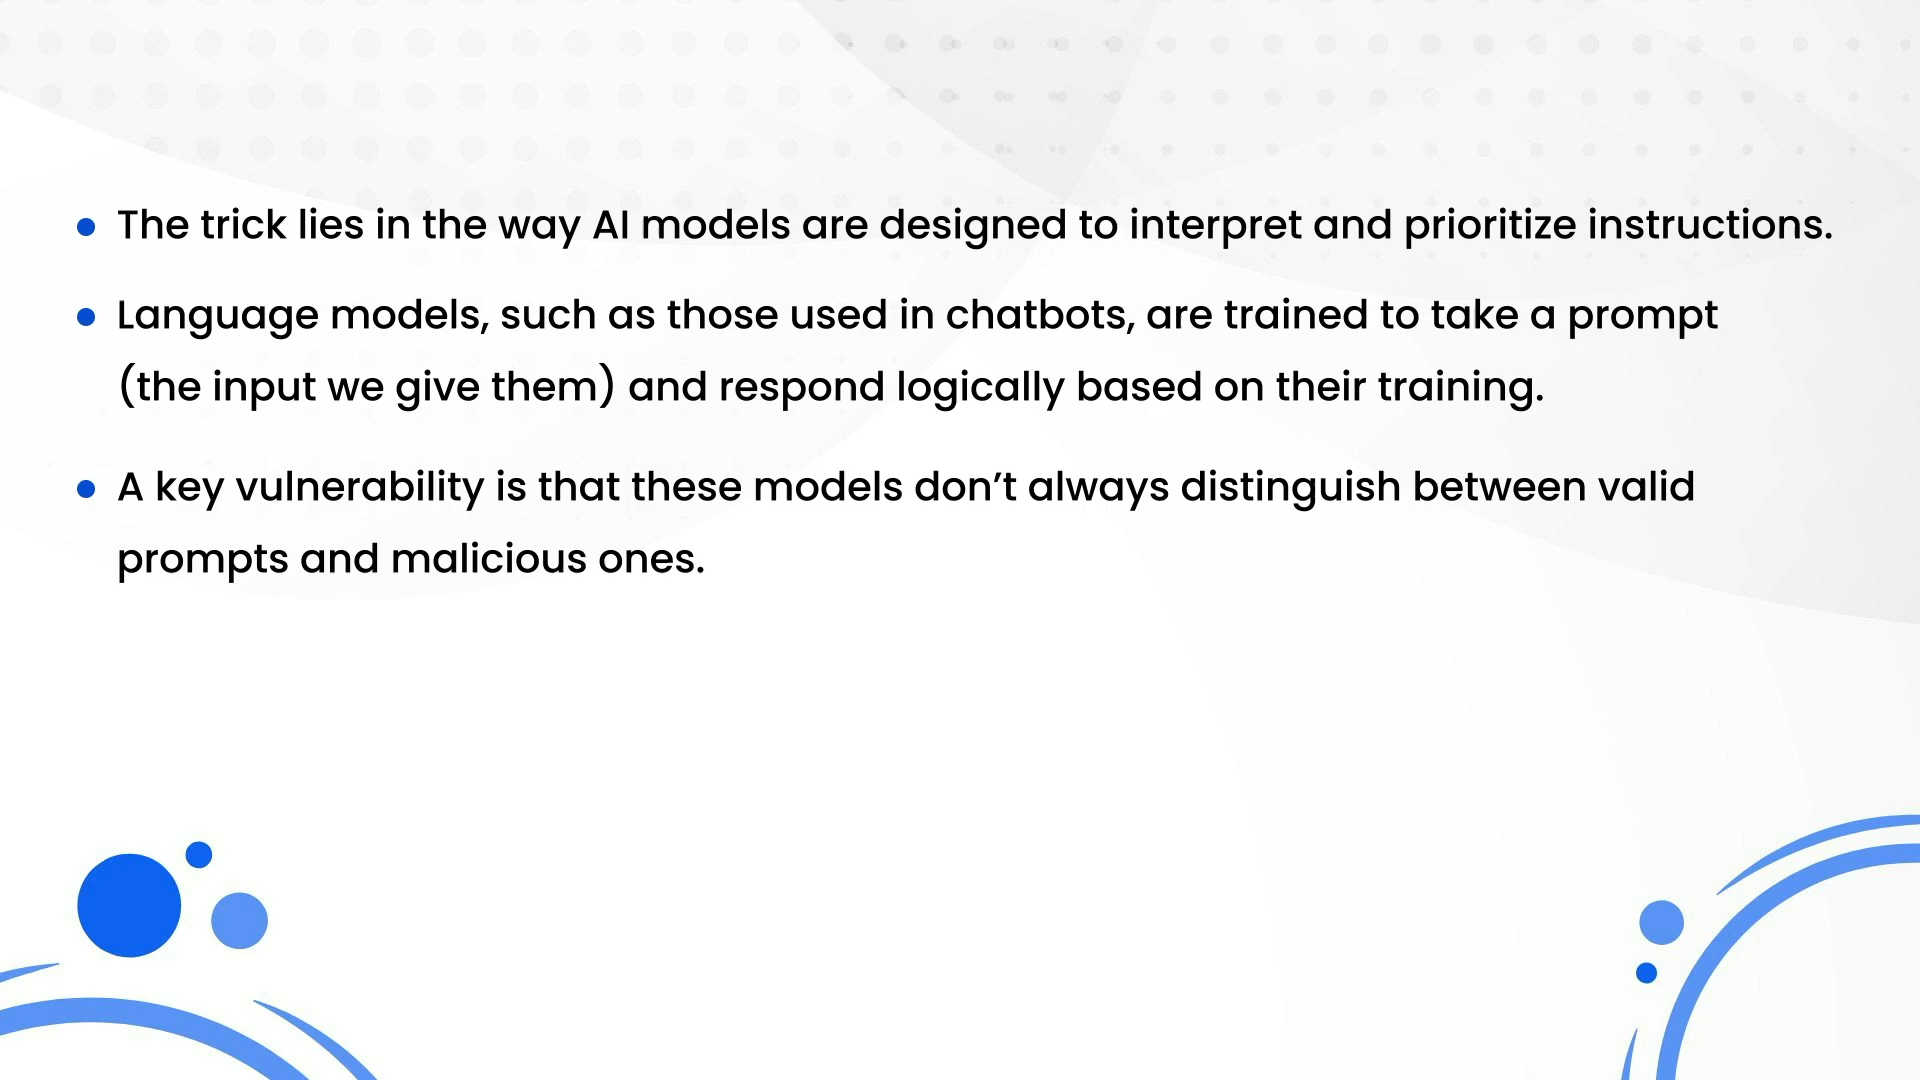 The trick lies in the way AI models are designed to interpret and prioritize instructions.
Language models, such as those used in chatbots, are trained to take a prompt
(the input we give them) and respond logically based on their training.
A key vulnerability is that these models don’t always distinguish between valid
prompts and malicious ones.